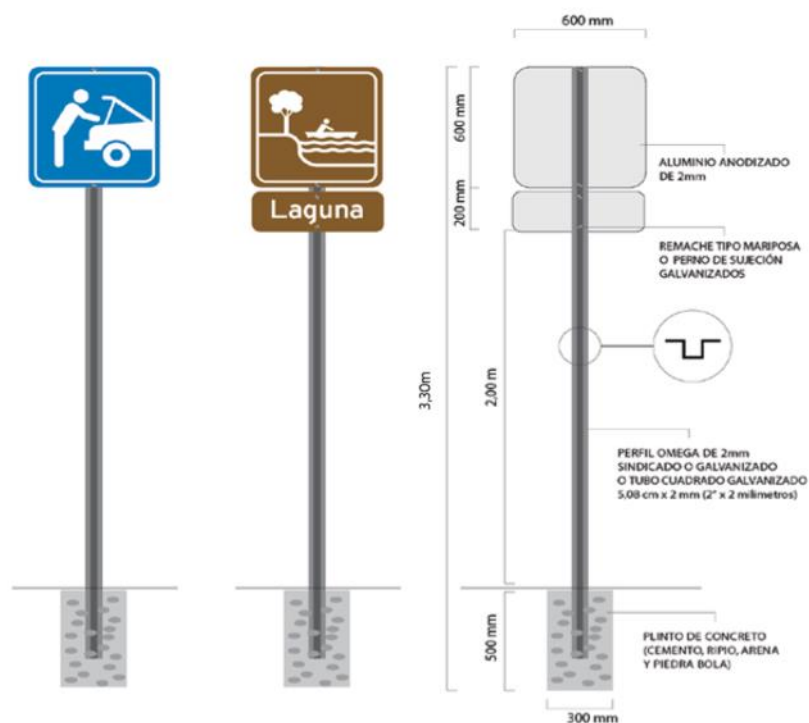 600 mm
600 mm
200 mm
ALUMINIO ANODIZADO
DE 2mm
Laguna
REMACHE TIPO MARIPOSA
O PERNO DE SUJECIÓN
GALVANIZADOS
3,30m
2,00 m
PERFIL OMEGA DE 2mm
SINDICADO O GALVANIZADO
O TUBO CUADRADO GALVANIZADO
5.08 cm x 2 mm (2" x 2 milimetros)
500 mm
PLINTO DE CONCRETO
(CEMENTO, RIPIO, ARENA
Y PIEDRA BOLA)
300 mm